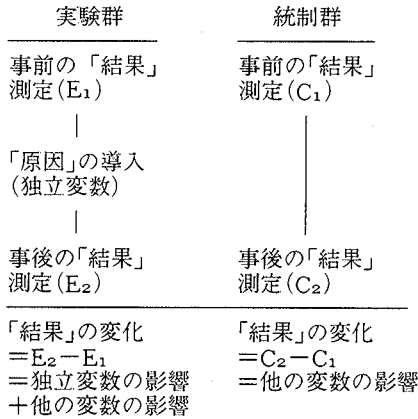 実験群
事前の「結果」
測定(E₁)
「原因」の導入
(独立変数)
事後の「結果」
測定(E₂)
「結果」の変化
=E₂−E₁
=独立変数の影響
+他の変数の影響
統制群
事前の「結果」
測定(C₁)
事後の「結果」
測定(C₂)
「結果」の変化
=C₂−C₁
=他の変数の影響